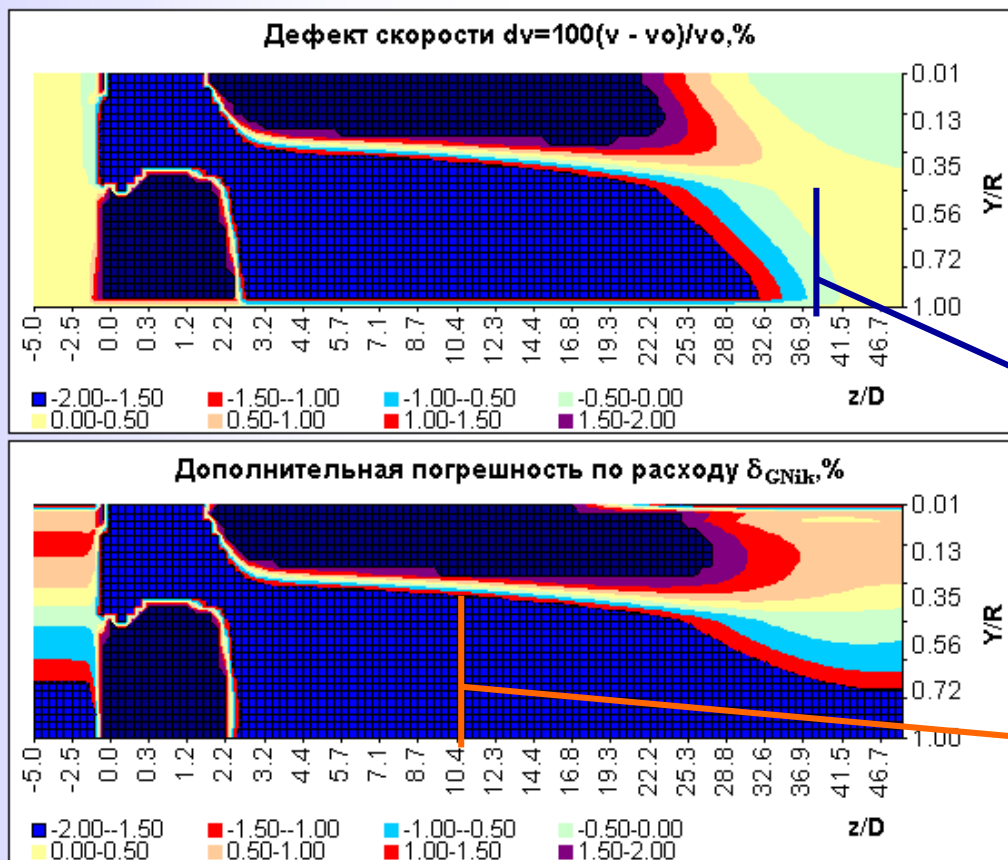 Дефект скорости dv=100(v - vo)/vo,%
0.01
0.13
0.35
0.56
0.72
1.00
Y/R
-5.0 -2.5 0.3 1.2 2.2 3.2 4.4 5.7 7.1 8.7 10.4 12.4 14.4 16.8 19.3 22.2 25.3 28.8 32.6 36.9 41.5 46.7
z/D
-2.00--1.50 -1.50--1.00 -1.00--0.50 -0.50-0.00
0.00-0.50 0.50-1.00 1.00-1.50 1.50-2.00
Дополнительная погрешность по расходу δGNik,%
0.01
0.13
0.35
0.56
0.72
1.00
Y/R
-5.0 -2.5 0.3 1.2 2.2 3.2 4.4 5.7 7.1 8.7 10.4 12.4 14.4 16.8 19.3 22.2 25.3 28.8 32.6 36.9 41.5 46.7
z/D
-2.00--1.50 -1.50--1.00 -1.00--0.50 -0.50-0.00
0.00-0.50 0.50-1.00 1.00-1.50 1.50-2.00